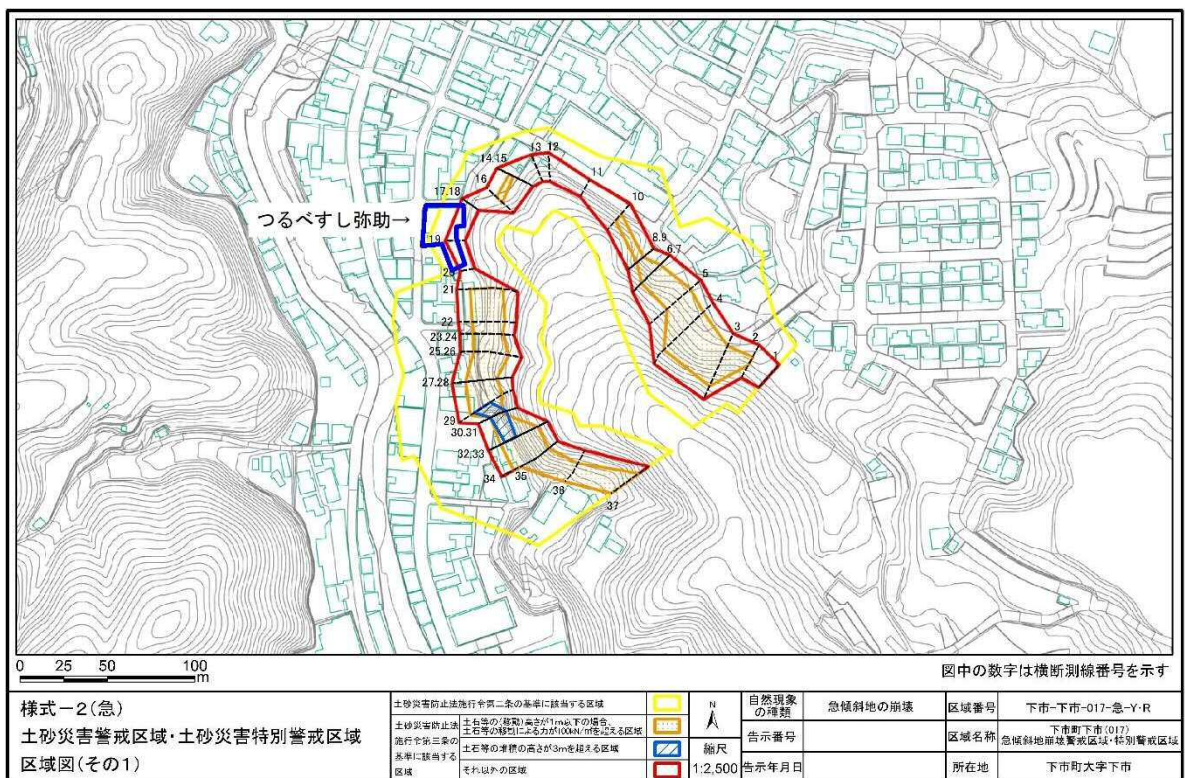 13
12
14,15
11
16
10
17.18
つるべすし弥助→
19
8.9
6.7
20
5
21
4
22
3
23.24
2
25.26
1
27.28
29
30.31
32,33
34
35
36
37
0 25 50 100
m
図中の数字は横断測線番号を示す
様式-2(急)
土砂災害警戒区域・土砂災害特別警戒区域
区域図(その1)
土砂災害防止法施行令第二条の基準に該当する区域
土砂災害防止法
施行令第三条の
基準に該当する
区域
土石等の(移動)高さが1m以下の場合、
土石等の移動による力が100kN/㎡を超える区域
土石等の堆積の高さが3mを超える区域
それ以外の区域
N
縮尺
1:2,500
自然現象
の種類
急傾斜地の崩壊
告示番号
告示年月日
区域番号
下市-下市-017-急-Y・R
区域名称
下市町下市(017)
急傾斜地崩壊警戒区域・特別警戒区域
所在地
下市町大字下市